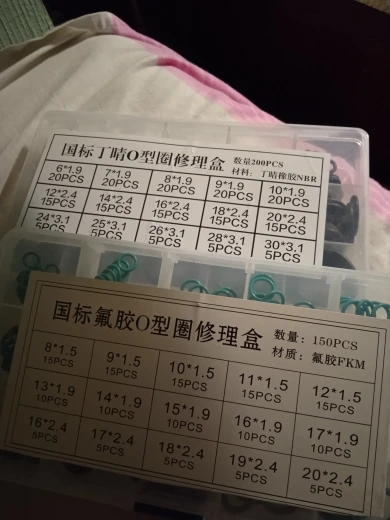 国标丁晴O型圈修理盒 数量200PCS
材料：丁晴橡胶NBR
6*1.9 7*1.9 8*1.9 9*1.9 10*1.9
20PCS 20PCS 20PCS 20PCS 20PCS
12*2.4 14*2.4 16*2.4 18*2.4 20*2.4
15PCS
24*3.1 25*3.1 26*3.1 28*3.1 30*3.1
5PCS 5PCS 5PCS 5PCS 5PCS
国标氟胶O型圈修理盒 数量：150PCS
材质：氟胶FKM
8*1.5 9*1.5 10*1.5 11*1.5 12*1.5
15PCS 15PCS 15PCS 15PCS 15PCS
13*1.9 14*1.9 15*1.9 16*1.9 17*1.9
10PCS 10PCS 10PCS 10PCS 10PCS
16*2.4 17*2.4 18*2.4 19*2.4 20*2.4
5PCS 5PCS 5PCS 5PCS 5PCS